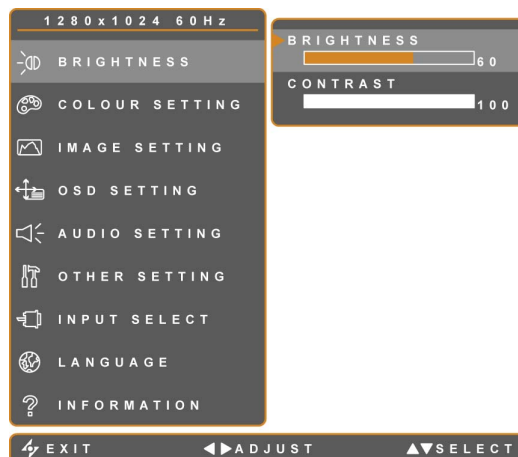 1280x1024 60Hz
BRIGHTNESS
COLOUR SETTING
IMAGE SETTING
OSD SETTING
AUDIO SETTING
OTHER SETTING
INPUT SELECT
LANGUAGE
INFORMATION
BRIGHTNESS
60
CONTRAST
100
EXIT ADJUST SELECT